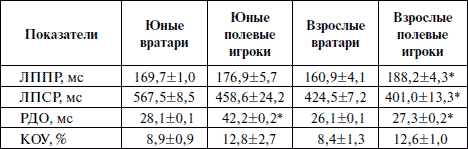 Показатели Юные вратари Юные полевые игроки Взрослые вратари Взрослые полевые игроки
ЛППР, мс 169,7±1,0 176,9±5,7 160,9±4,1 188,2±4,3*
ЛПСР, мс 567,5±8,5 458,6±24,2 424,5±7,2 401,0±13,3*
РДО, мс 28,1±0,1 42,2±0,2* 26,1±0,1 27,3±0,2*
КОУ, % 8,9±0,9 12,8±2,7 8,4±1,3 12,6±1,0